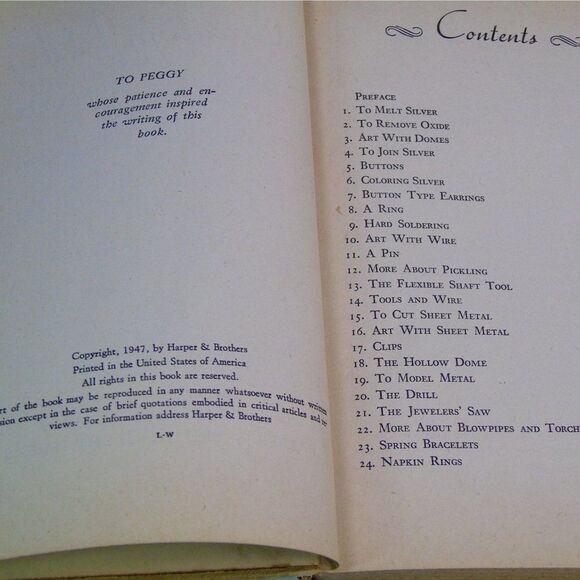 TO PEGGY
whose patience and en-
couragement inspired
the writing of this
book.
Copyright, 1947, by Harper & Brothers
Printed in the United States of America
All rights in this book are reserved.
of the book may be reproduced in any manner whatsoever without written
except in the case of brief quotations embodied in critical articles and
views. For information address Harper & Brothers
L-W
Contents
PREFACE
1. TO MELT SILVER
2. TO REMOVE OXIDE
3. ART WITH DOMES
4. TO JOIN SILVER
5. BUTTONS
6. COLORING SILVER
7. BUTTON TYPE EARRINGS
8. A RING
9. HARD SOLDERING
10. ART WITH WIRE
11. A PIN
12. MORE ABOUT PICKLING
13. THE FLEXIBLE SHAFT TOOL
14. TOOLS AND WIRE
15. TO CUT SHEET METAL
16. ART WITH SHEET METAL
17. CLIPS
18. THE HOLLOW DOME
19. TO MODEL METAL
20. THE DRILL
21. THE JEWELERS' SAW
22. MORE ABOUT BLOWPIPES AND TORCH
23. SPRING BRACELETS
24. NAPKIN RINGS